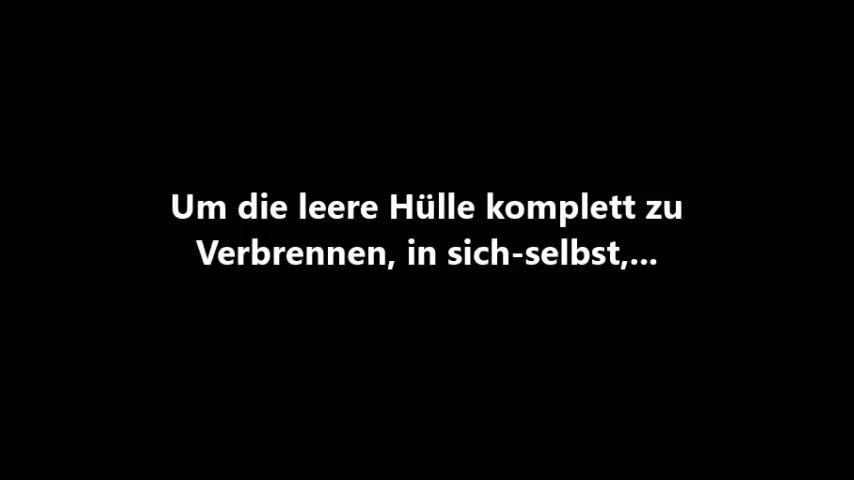 Um die leere Hülle komplett zu
Verbrennen, in sich-selbst,...